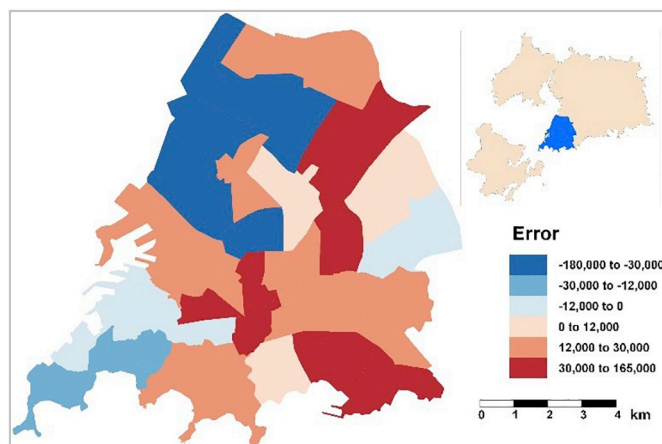 Error
-180,000 to -30,000
-30,000 to -12,000
-12,000 to 0
0 to 12,000
12,000 to 30,000
30,000 to 165,000
0 1 2 3 4 km